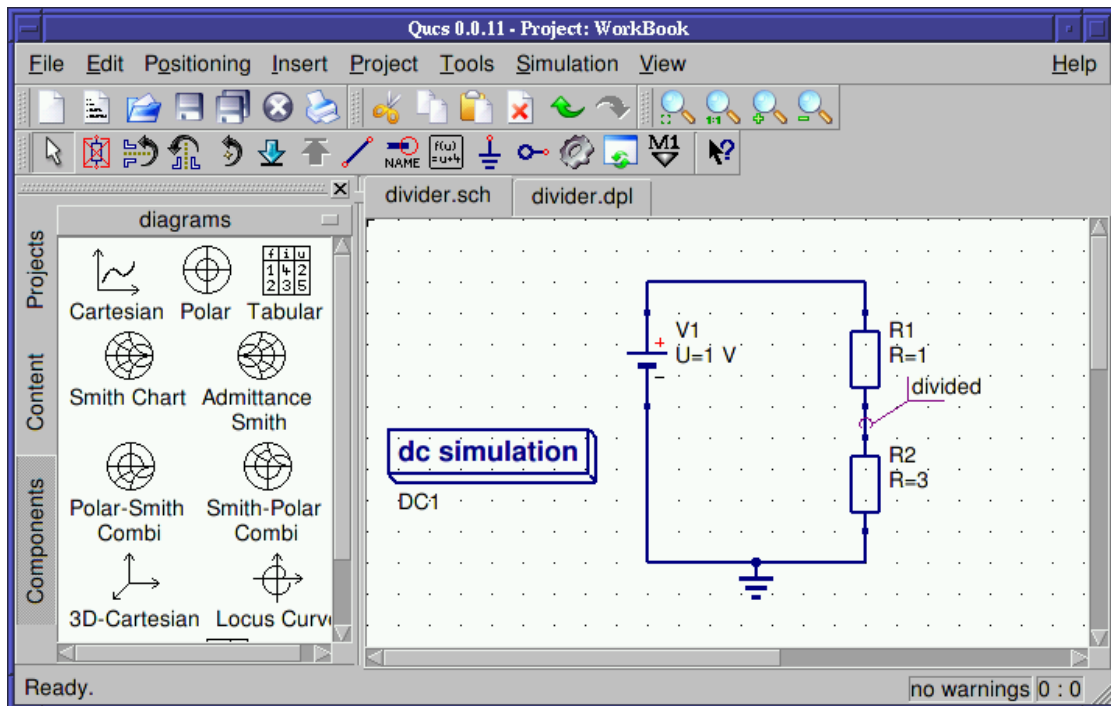 Qucs 0.0.11 - Project: WorkBook
File Edit Positioning Insert Project Tools Simulation View Help
1:1
NAME
f(u)
=u+4
M1
divider.sch divider.dpl
diagrams
Projects
Content
Components
f i u
1 4 2
2 3 5
Cartesian Polar Tabular
Smith Chart Admittance
Smith
Polar-Smith Smith-Polar
Combi Combi
3D-Cartesian Locus Curv
dc simulation
DC1
V1
U=1 V
+
−
R1
R=1
divided
R2
R=3
Ready.
no warnings 0 : 0